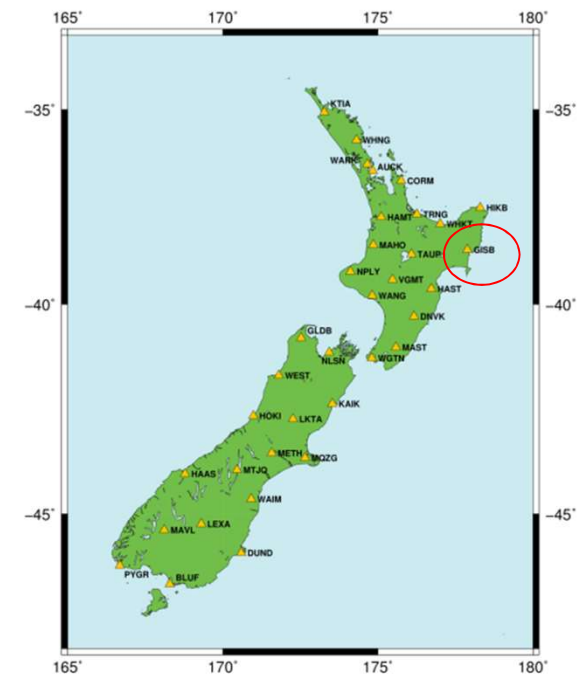 165° 170° 175° 180°
−35° −35°
KTIA
WHNG
WARK
AUCK
CORM
HIKB
TRNG
HAMT
WHKT
MAHO
TAUP
GISB
NPLY
VGMT
HAST
WANG
−40° −40°
DNVK
GLDB
MAST
NLSN
WGTN
WEST
KAIK
HOKI
LKTA
METH
MQZG
HAAS
MTJO
WAIM
−45° −45°
LEXA
MAVL
DUND
PYGR
BLUF
165° 170° 175° 180°